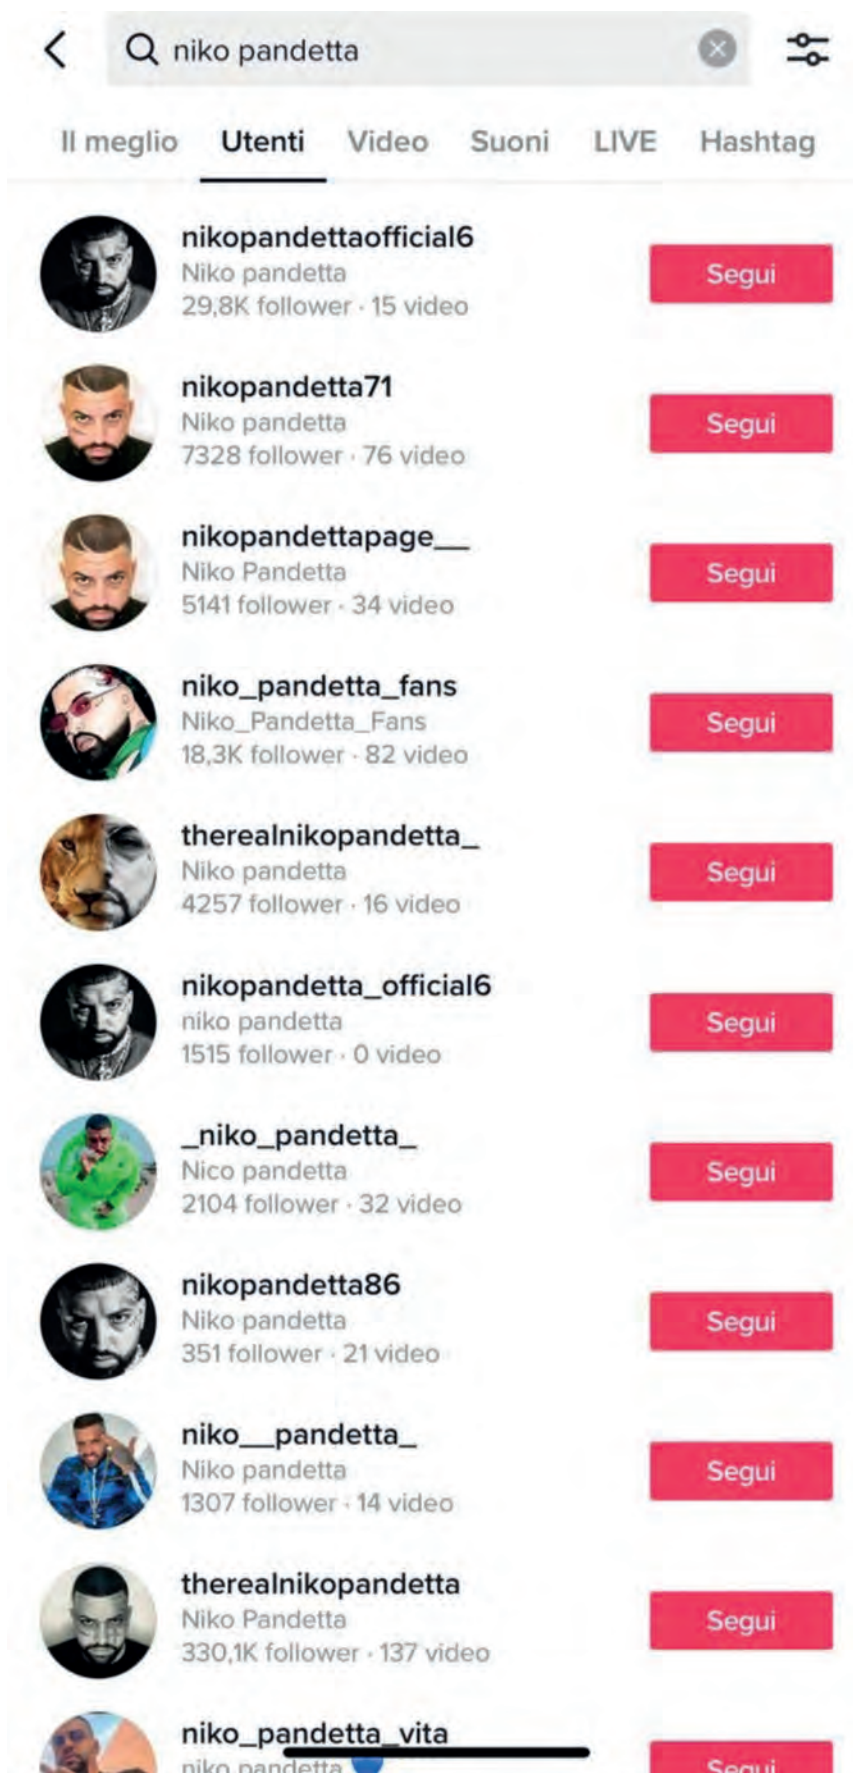 niko pandetta
Il meglio Utenti Video Suoni LIVE Hashtag
nikopandettaofficial6
Niko pandetta
29,8K follower · 15 video
Segui
nikopandetta71
Niko pandetta
7328 follower · 76 video
Segui
nikopandettapage__
Niko Pandetta
5141 follower · 34 video
Segui
niko_pandetta_fans
Niko_Pandetta_Fans
18,3K follower · 82 video
Segui
therealnikopandetta_
Niko pandetta
4257 follower · 16 video
Segui
nikopandetta_official6
niko pandetta
1515 follower · 0 video
Segui
_niko_pandetta_
Nico pandetta
2104 follower · 32 video
Segui
nikopandetta86
Niko pandetta
351 follower · 21 video
Segui
niko__pandetta_
Niko pandetta
1307 follower · 14 video
Segui
therealnikopandetta
Niko Pandetta
330,1K follower · 137 video
Segui
niko_pandetta_vita
niko pandetta
Segui